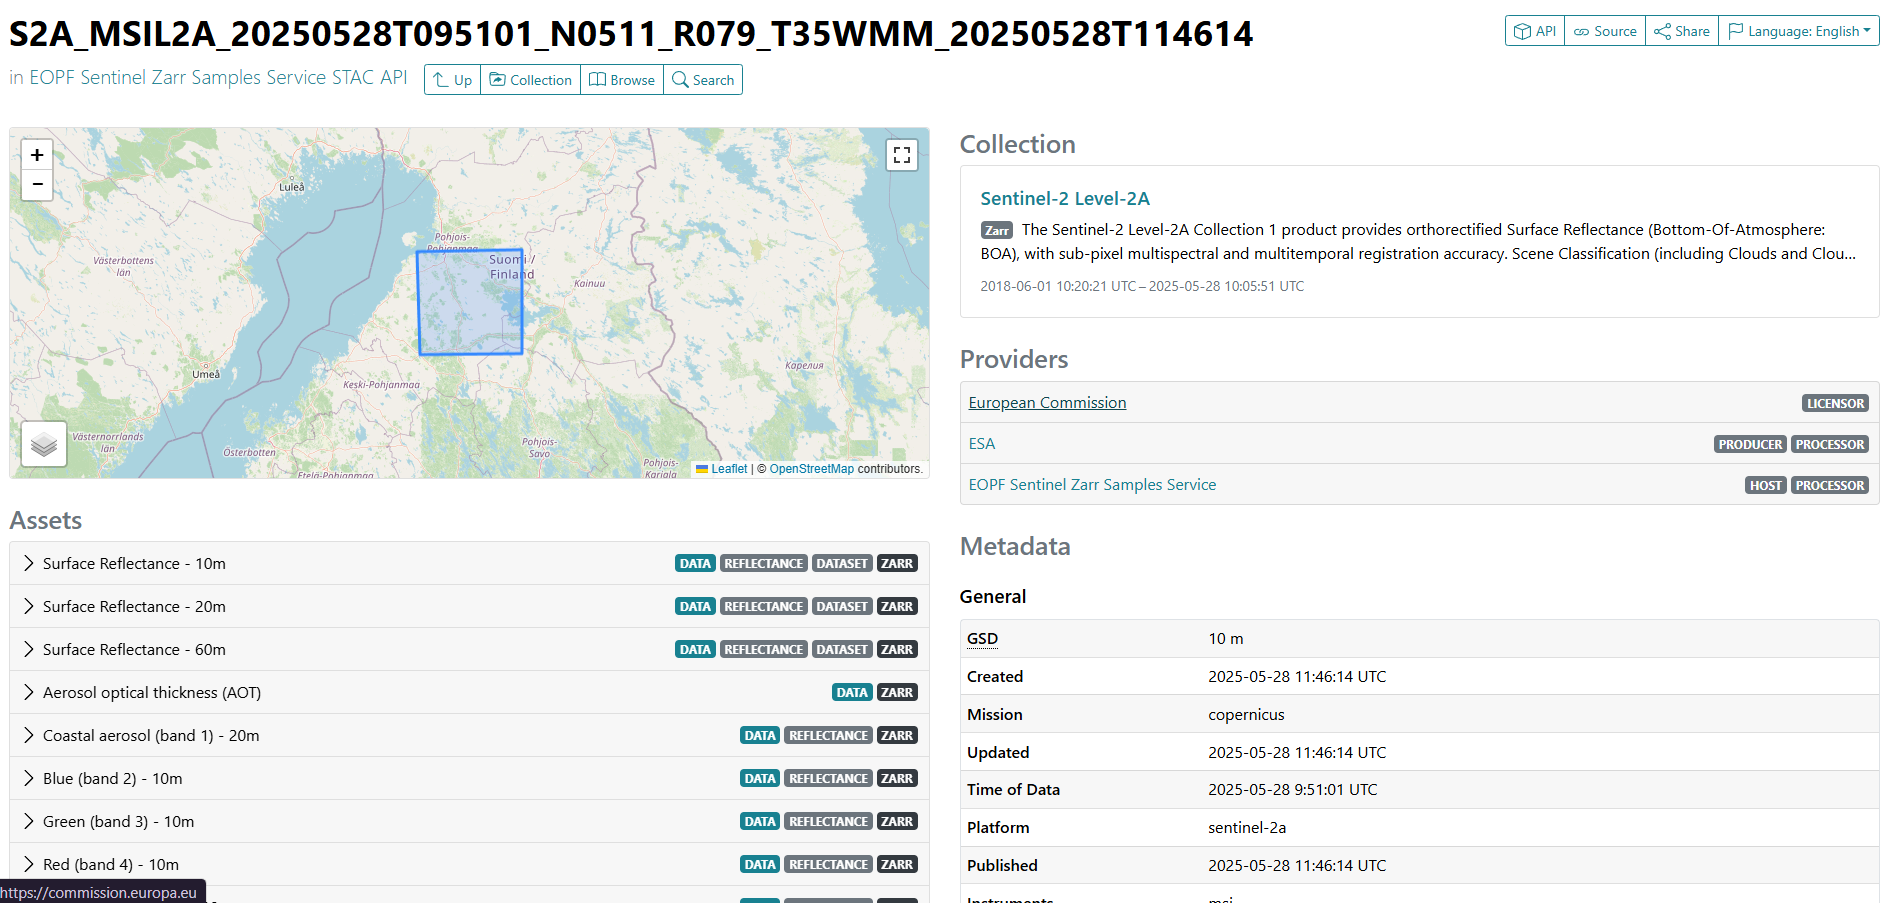 S2A_MSIL2A_20250528T095101_N0511_R079_T35WMM_20250528T114614
API
Source
Share
Language: English
in EOPF Sentinel Zarr Samples Service STAC API
Up
Collection
Browse
Search
+
−
Luleå
Pohjois-
Pohjanmaa
Suomi /
Finland
Västerbottens
län
Kainuu
Umeå
Keski-Pohjanmaa
Карелия
Västernorrlands
län
Österbotten
Pohjois-
Savo
Etelä-Pohjanmaa
Pohjois-
Karjala
Leaflet | © OpenStreetMap contributors.
Assets
Surface Reflectance - 10m DATA REFLECTANCE DATASET ZARR
Surface Reflectance - 20m DATA REFLECTANCE DATASET ZARR
Surface Reflectance - 60m DATA REFLECTANCE DATASET ZARR
Aerosol optical thickness (AOT) DATA ZARR
Coastal aerosol (band 1) - 20m DATA REFLECTANCE ZARR
Blue (band 2) - 10m DATA REFLECTANCE ZARR
Green (band 3) - 10m DATA REFLECTANCE ZARR
Red (band 4) - 10m DATA REFLECTANCE ZARR
https://commission.europa.eu
Collection
Sentinel-2 Level-2A
Zarr The Sentinel-2 Level-2A Collection 1 product provides orthorectified Surface Reflectance (Bottom-Of-Atmosphere:
BOA), with sub-pixel multispectral and multitemporal registration accuracy. Scene Classification (including Clouds and Clou...
2018-06-01 10:20:21 UTC – 2025-05-28 10:05:51 UTC
Providers
European Commission LICENSOR
ESA PRODUCER PROCESSOR
EOPF Sentinel Zarr Samples Service HOST PROCESSOR
Metadata
General
GSD 10 m
Created 2025-05-28 11:46:14 UTC
Mission copernicus
Updated 2025-05-28 11:46:14 UTC
Time of Data 2025-05-28 9:51:01 UTC
Platform sentinel-2a
Published 2025-05-28 11:46:14 UTC
Instruments msi